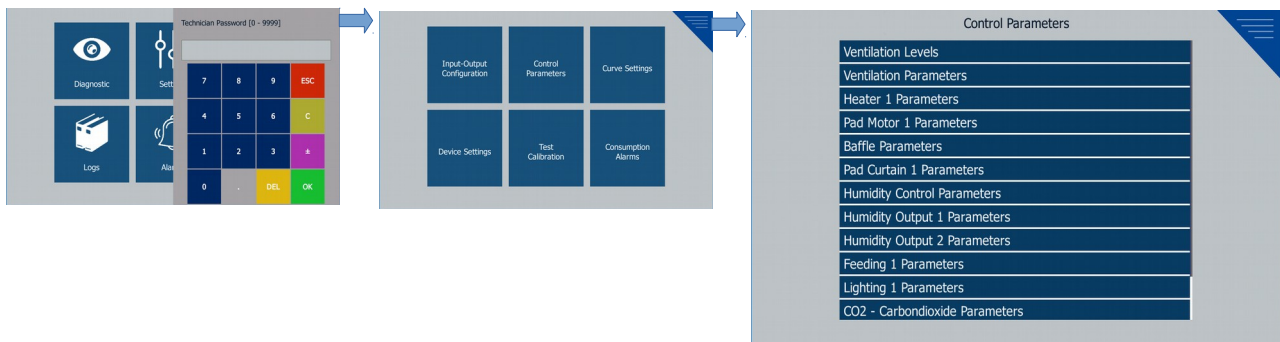 Diagnostic
Logs
Technician Password [0 - 9999]
7 8 9 ESC
4 5 6 C
1 2 3 ±
0 . DEL OK
Input-Output
Configuration
Control
Parameters
Curve Settings
Device Settings
Test
Calibration
Consumption
Alarms
Control Parameters
Ventilation Levels
Ventilation Parameters
Heater 1 Parameters
Pad Motor 1 Parameters
Baffle Parameters
Pad Curtain 1 Parameters
Humidity Control Parameters
Humidity Output 1 Parameters
Humidity Output 2 Parameters
Feeding 1 Parameters
Lighting 1 Parameters
CO2 - Carbondioxide Parameters